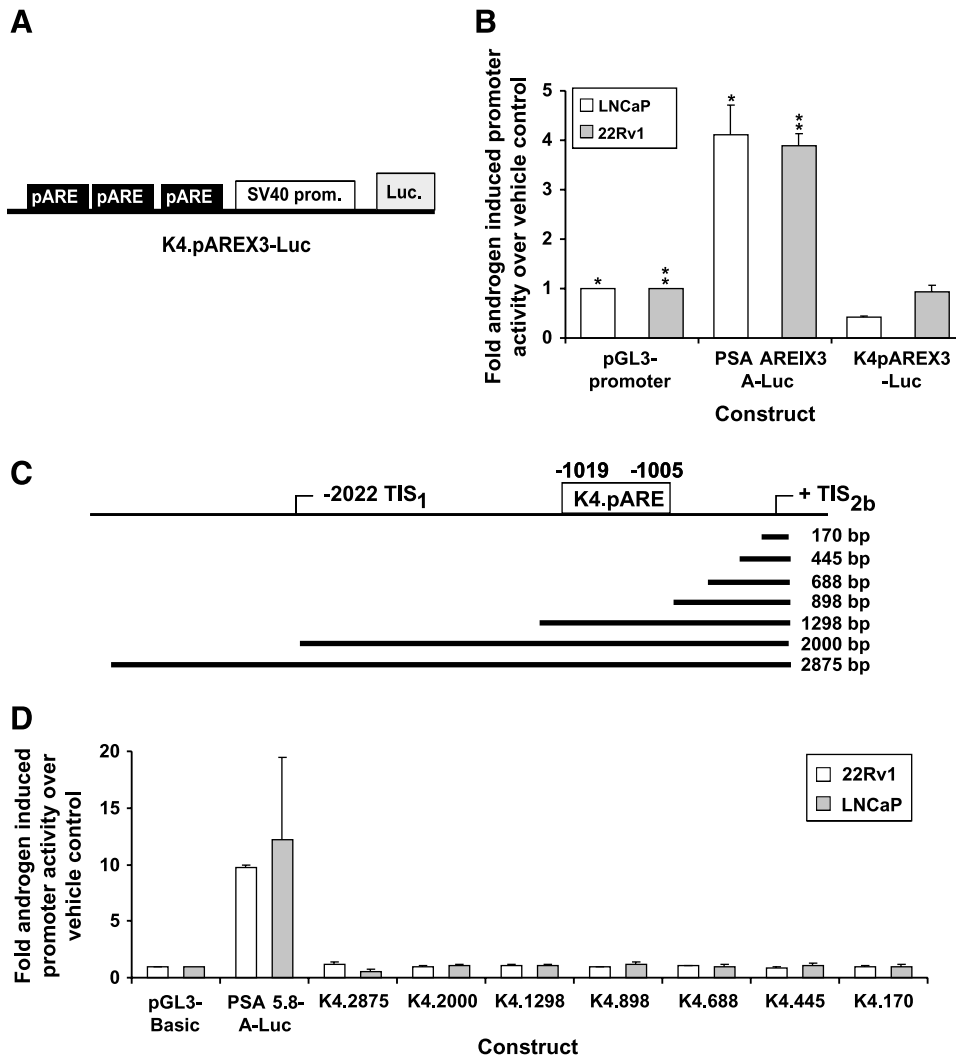 A
pARE pARE pARE SV40 prom. Luc.
K4.pAREX3-Luc
B
Fold androgen induced promoter
activity over vehicle control
5
4
3
2
1
0
LNCaP
22Rv1
*
**
*
**
pGL3-
promoter
PSA AREIX3
A-Luc
K4pAREX3
-Luc
Construct
C
-2022 TIS1
-1019 -1005
K4.pARE
+ TIS2b
170 bp
445 bp
688 bp
898 bp
1298 bp
2000 bp
2875 bp
D
Fold androgen induced
promoter activity over
vehicle control
20
15
10
5
0
22Rv1
LNCaP
pGL3-
Basic
PSA 5.8-
A-Luc
K4.2875
K4.2000
K4.1298
K4.898
K4.688
K4.445
K4.170
Construct